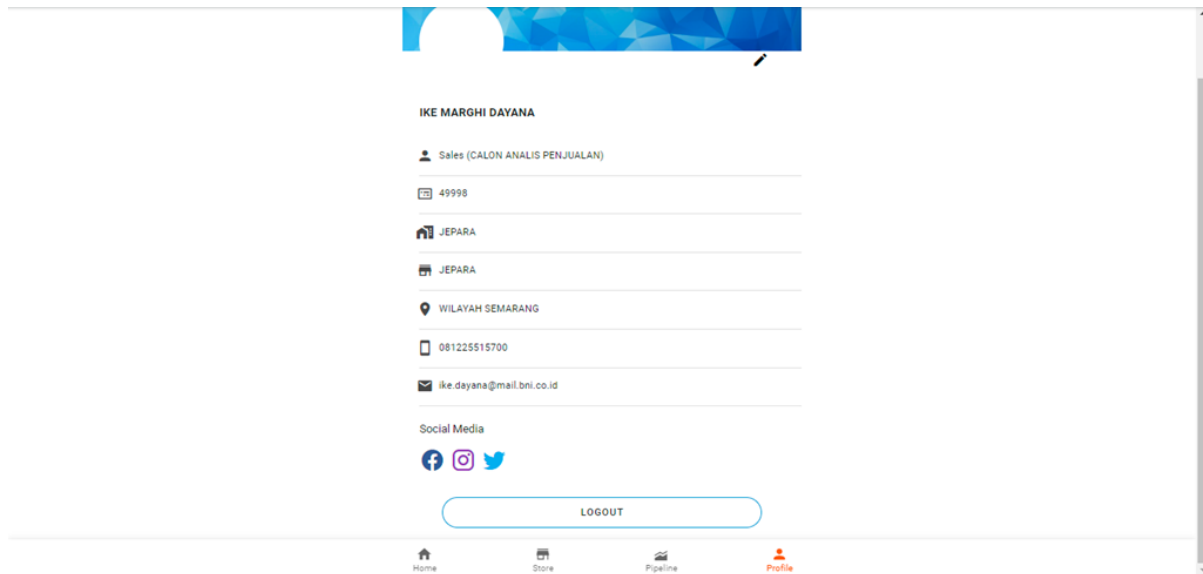 IKE MARGHI DAYANA
Sales (CALON ANALIS PENJUALAN)
49998
JEPARA
JEPARA
WILAYAH SEMARANG
081225515700
ike.dayana@mail.bni.co.id
Social Media
LOGOUT
Home Store Pipeline Profile